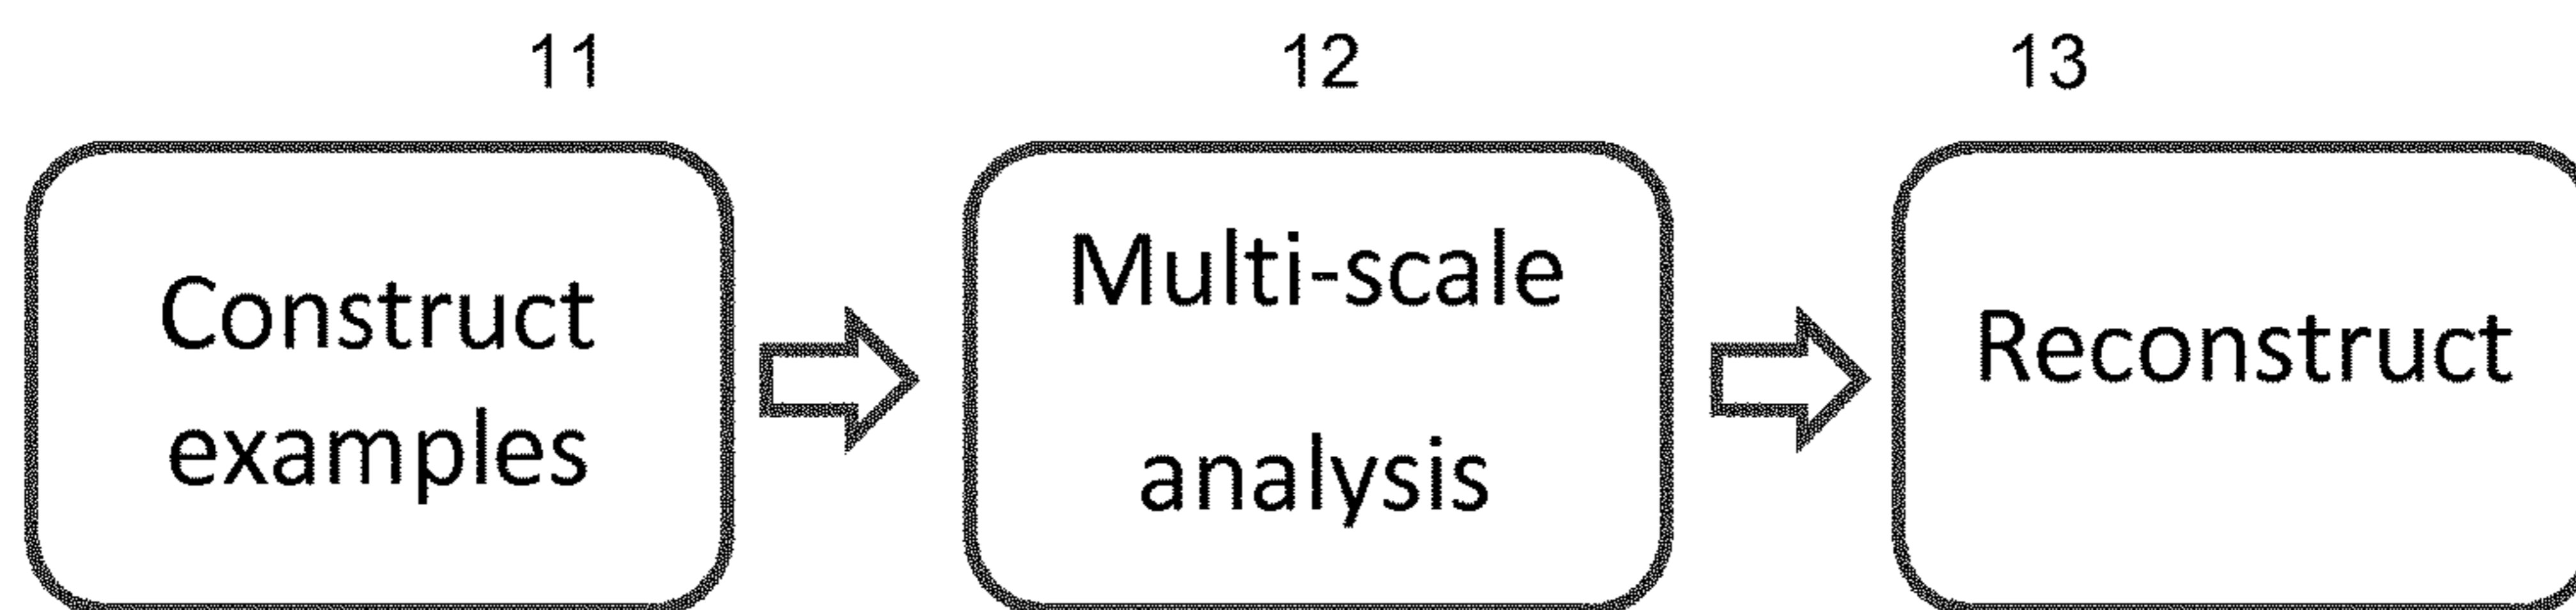 11
12
13
Construct
examples
Multi-scale
analysis
Reconstruct